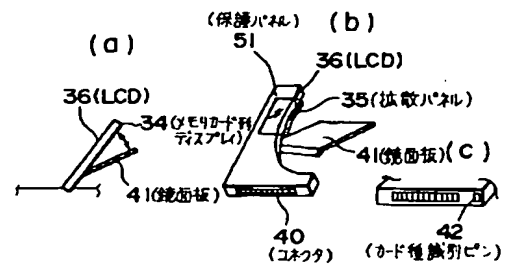 (a)
36(LCD)
34(メモリカード型
ディスプレイ)
41(鏡面板)
(b)
(保護パネル)
51
36(LCD)
35(拡散パネル)
41(鏡面板)
40
(コネクタ)
(c)
42
(カード種識別ピン)